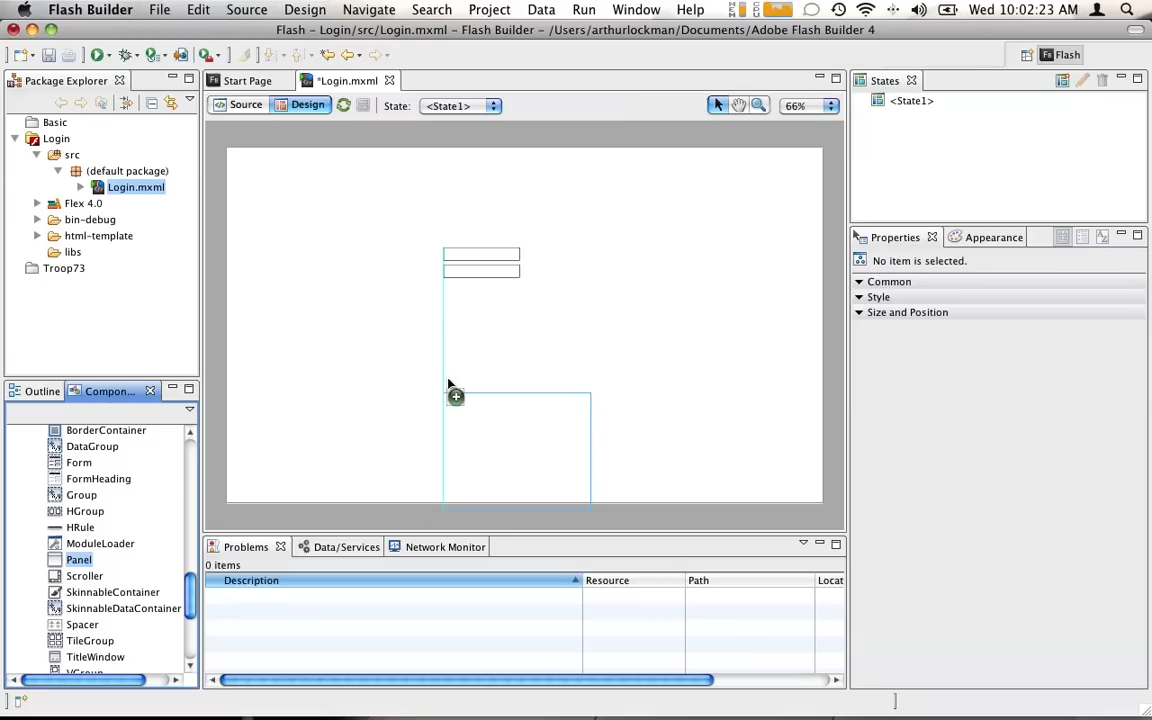 Flash Builder File Edit Source Design Navigate Search Project Data Run Window Help Wed 10:02:23 AM
Flash - Login/src/Login.mxml - Flash Builder - /Users/arthurlockman/Documents/Adobe Flash Builder 4
Flash
Package Explorer
Fb Start Page *Login.mxml
States
Source Design State: <State1> 66%
<State1>
Basic
Login
src
(default package)
Login.mxml
Flex 4.0
bin-debug
html-template
libs
Troop73
Properties Appearance
No item is selected.
Common
Style
Size and Position
Outline Compon...
BorderContainer
DataGroup
Form
FormHeading
Group
HGroup
HRule
ModuleLoader
Panel
Scroller
SkinnableContainer
SkinnableDataContainer
Spacer
TileGroup
TitleWindow
VGroup
Problems Data/Services Network Monitor
0 items
Description Resource Path Locat